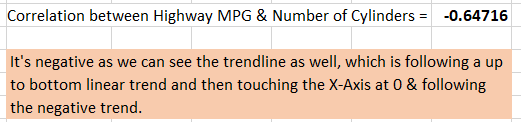 Correlation between Highway MPG & Number of Cylinders = -0.64716
It's negative as we can see the trendline as well, which is following a up
to bottom linear trend and then touching the X-Axis at 0 & following
the negative trend.